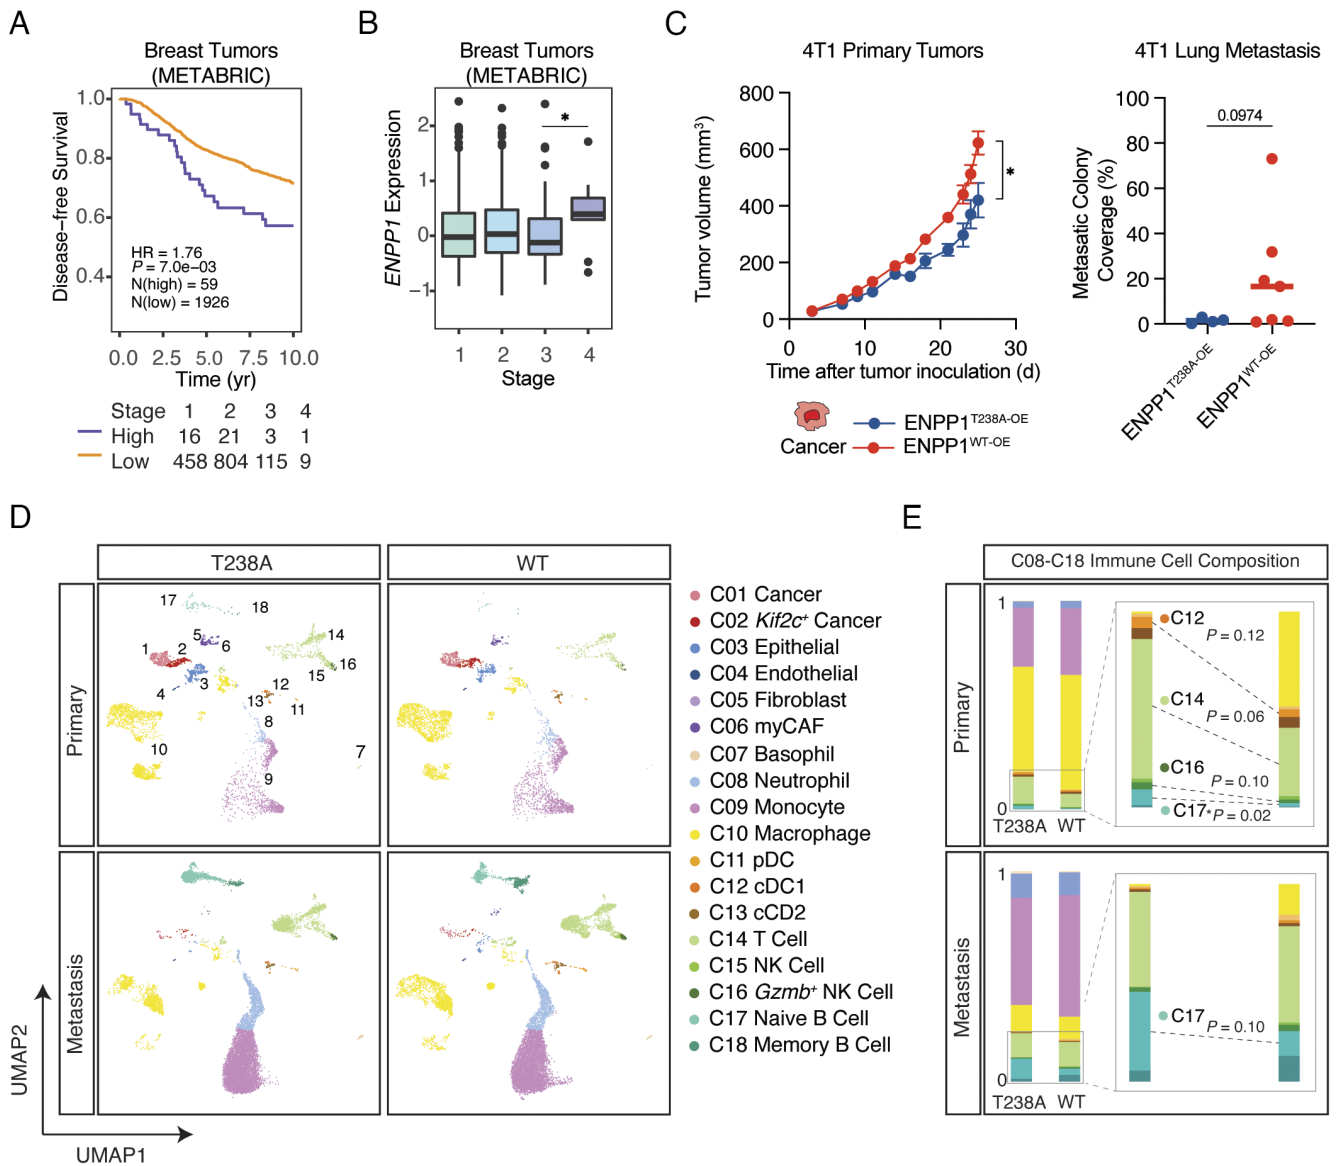 A
Breast Tumors
(METABRIC)
Disease–free Survival
1.0
0.8
0.6
0.4
HR = 1.76
P = 7.0e−03
N(high) = 59
N(low) = 1926
0.0 2.5 5.0 7.5 10.0
Time (yr)
Stage 1 2 3 4
High 16 21 3 1
Low 458 804 115 9
B
Breast Tumors
(METABRIC)
ENPP1 Expression
2
1
0
−1
*
1 2 3 4
Stage
C
4T1 Primary Tumors
Tumor volume (mm³)
800
600
400
200
0
*
0 10 20 30
Time after tumor inoculation (d)
Cancer
ENPP1T238A-OE
ENPP1WT-OE
4T1 Lung Metastasis
Metasatic Colony
Coverage (%)
100
80
60
40
20
0
0.0974
ENPP1T238A-OE
ENPP1WT-OE
D
T238A
WT
Primary
17
18
5
6
14
1
2
16
15
3
4
12
13
11
8
10
7
9
Metastasis
UMAP2
UMAP1
C01 Cancer
C02 Kif2c+ Cancer
C03 Epithelial
C04 Endothelial
C05 Fibroblast
C06 myCAF
C07 Basophil
C08 Neutrophil
C09 Monocyte
C10 Macrophage
C11 pDC
C12 cDC1
C13 cCD2
C14 T Cell
C15 NK Cell
C16 Gzmb+ NK Cell
C17 Naive B Cell
C18 Memory B Cell
E
C08-C18 Immune Cell Composition
Primary
1
0
T238A WT
C12
P = 0.12
C14
P = 0.06
C16
P = 0.10
C17*P = 0.02
Metastasis
1
0
T238A WT
C17
P = 0.10